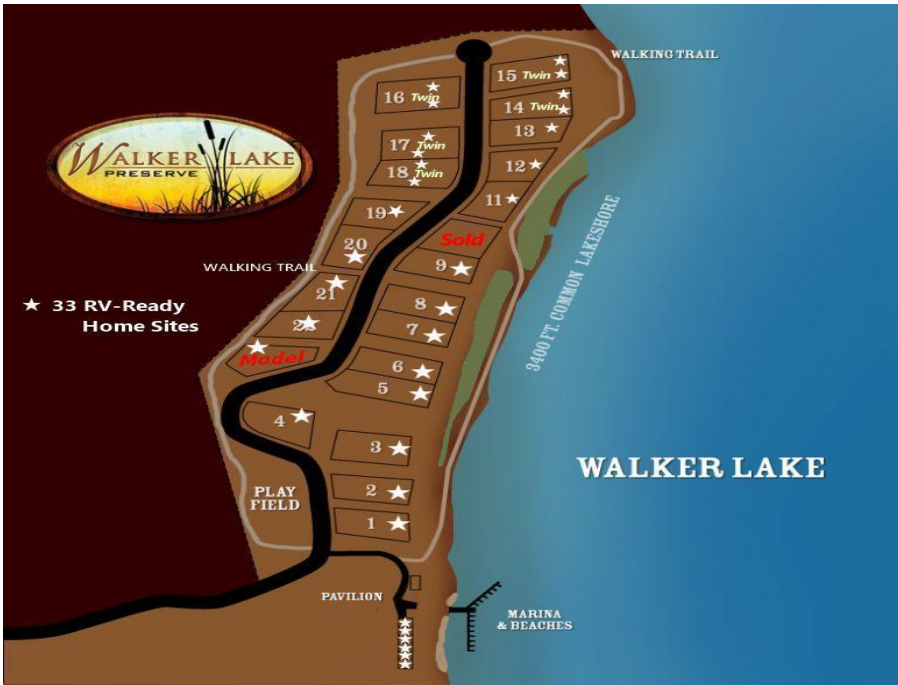 WALKER LAKE
PRESERVE
WALKING TRAIL
15 Twin
16 Twin
14 Twin
13
17 Twin
12
18 Twin
11
19
Sold
20
9
WALKING TRAIL
21
8
★ 33 RV-Ready
Home Sites
22
7
Model
6
5
4
3
2
1
3400 FT. COMMON LAKESHORE
WALKER LAKE
PLAY
FIELD
PAVILION
MARINA
& BEACHES